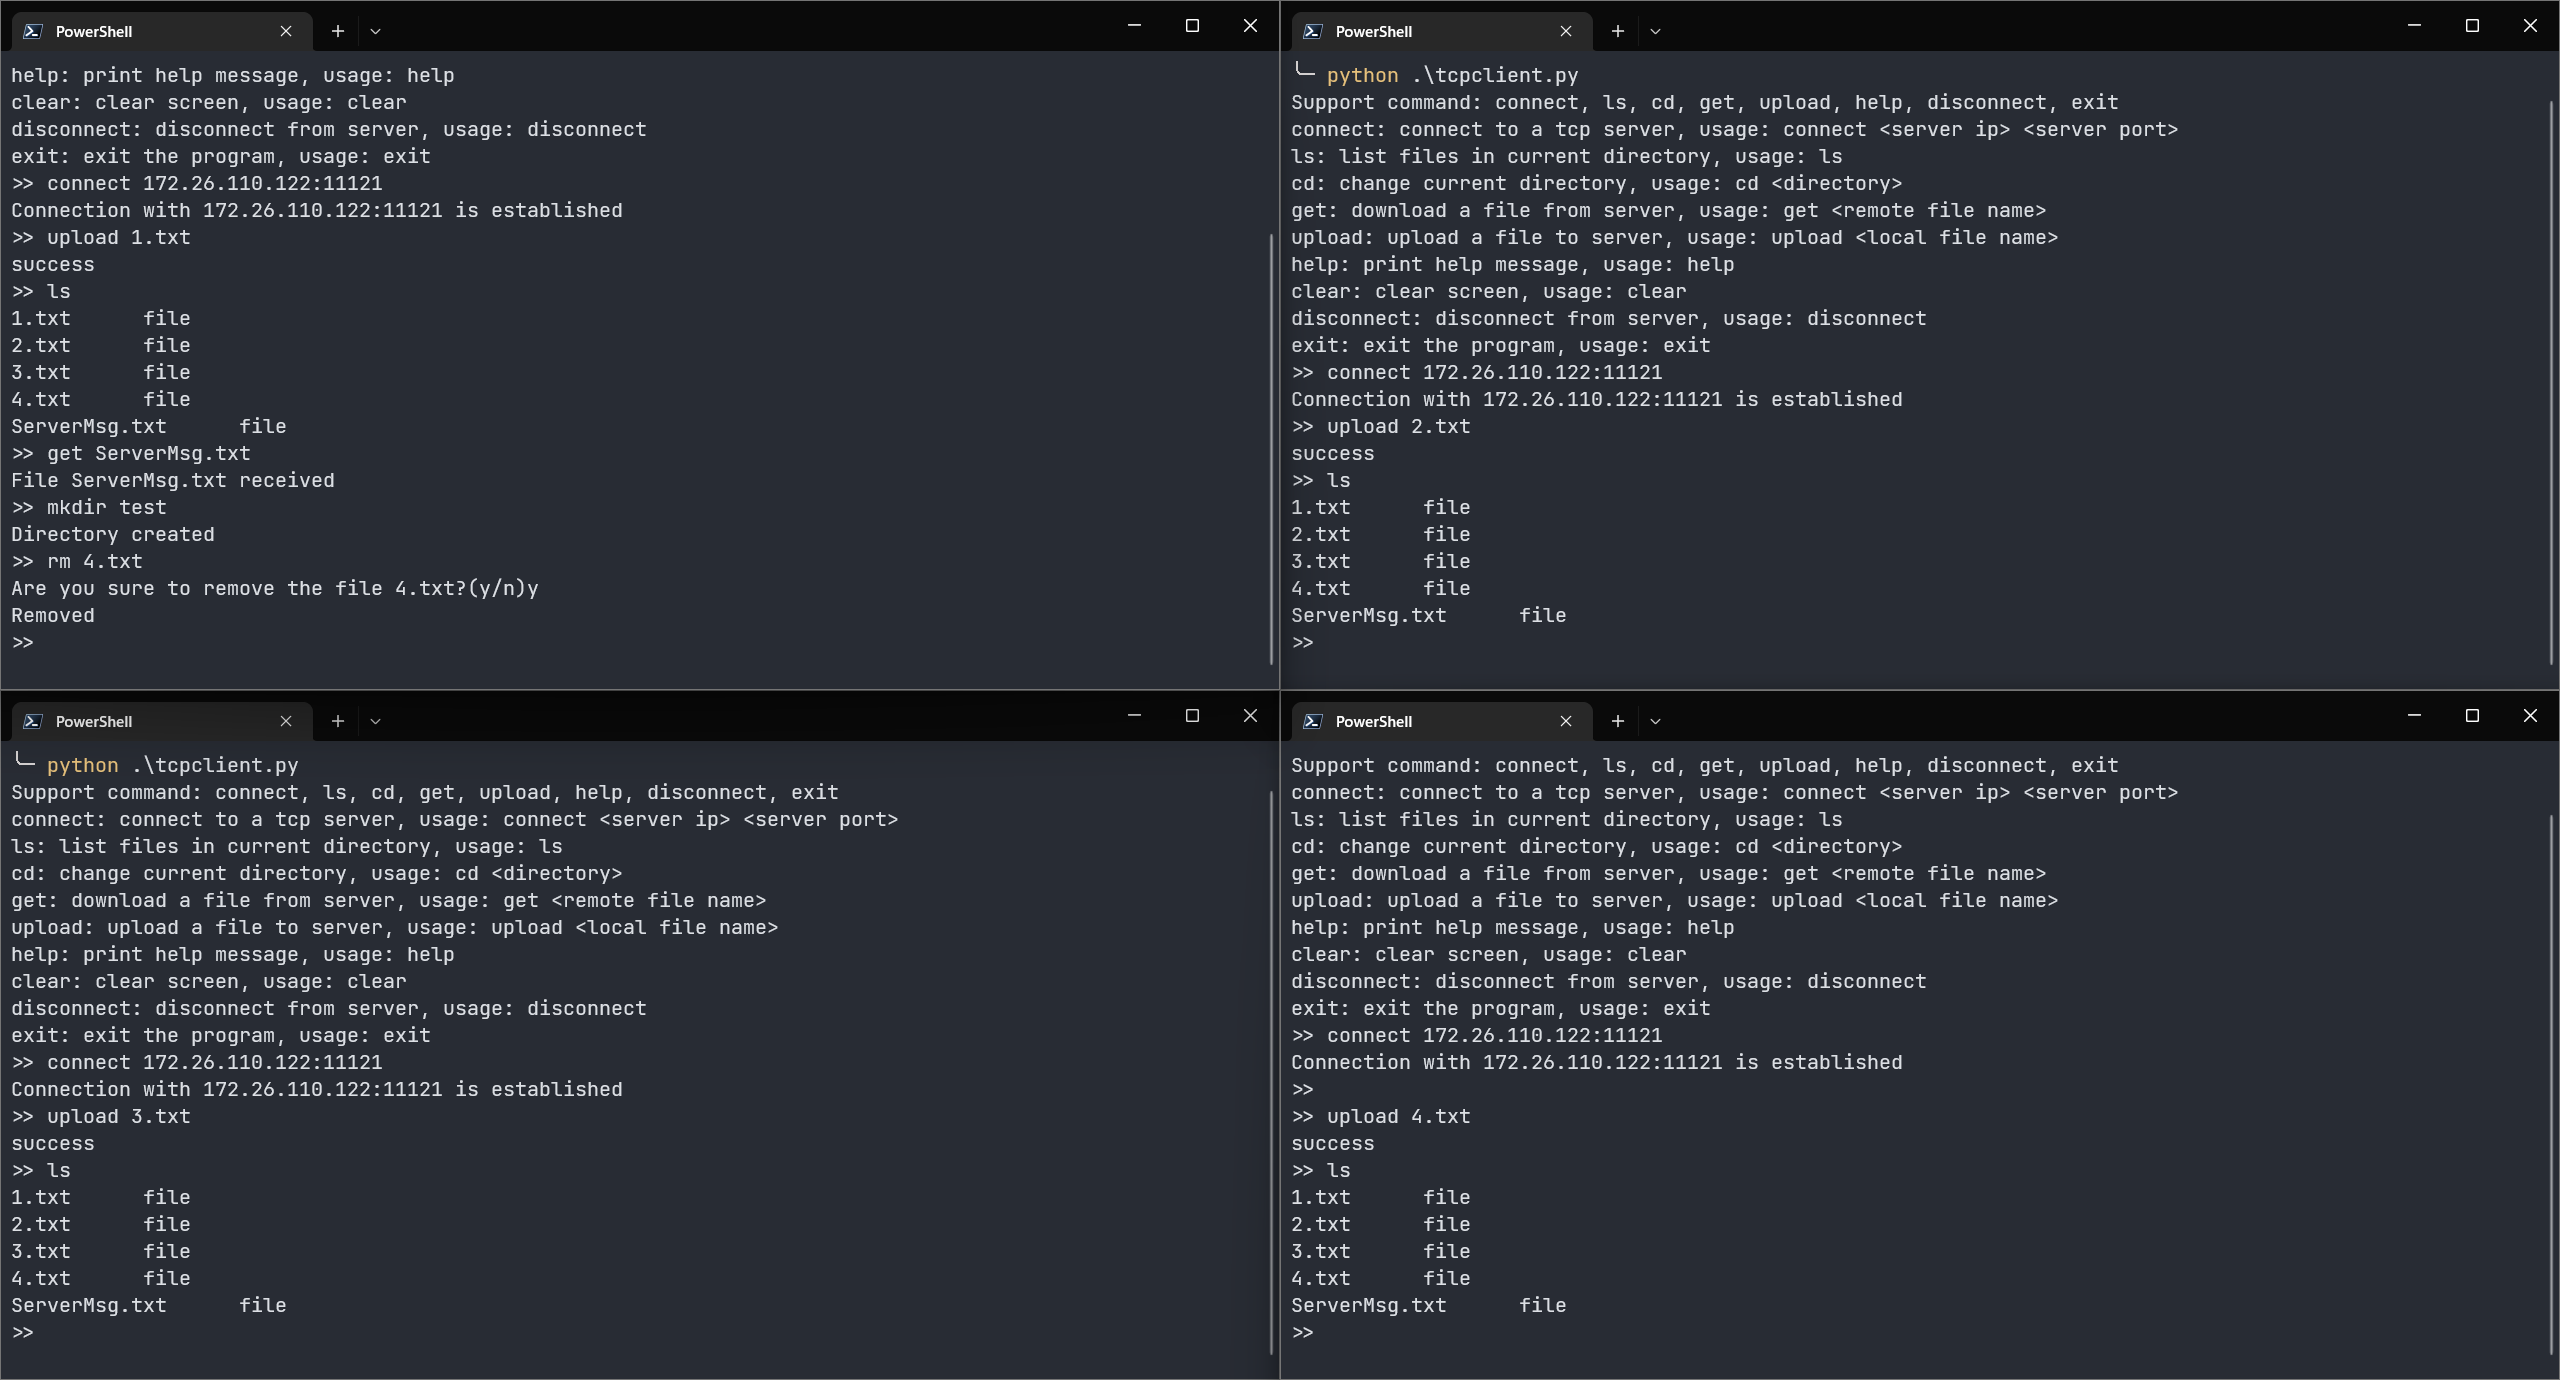 PowerShell
help: print help message, usage: help
clear: clear screen, usage: clear
disconnect: disconnect from server, usage: disconnect
exit: exit the program, usage: exit
>> connect 172.26.110.122:11121
Connection with 172.26.110.122:11121 is established
>> upload 1.txt
success
>> ls
1.txt      file
2.txt      file
3.txt      file
4.txt      file
ServerMsg.txt      file
>> get ServerMsg.txt
File ServerMsg.txt received
>> mkdir test
Directory created
>> rm 4.txt
Are you sure to remove the file 4.txt?(y/n)y
Removed
>>
PowerShell
╰─ python .\tcpclient.py
Support command: connect, ls, cd, get, upload, help, disconnect, exit
connect: connect to a tcp server, usage: connect <server ip> <server port>
ls: list files in current directory, usage: ls
cd: change current directory, usage: cd <directory>
get: download a file from server, usage: get <remote file name>
upload: upload a file to server, usage: upload <local file name>
help: print help message, usage: help
clear: clear screen, usage: clear
disconnect: disconnect from server, usage: disconnect
exit: exit the program, usage: exit
>> connect 172.26.110.122:11121
Connection with 172.26.110.122:11121 is established
>> upload 2.txt
success
>> ls
1.txt      file
2.txt      file
3.txt      file
4.txt      file
ServerMsg.txt      file
>>
PowerShell
╰─ python .\tcpclient.py
Support command: connect, ls, cd, get, upload, help, disconnect, exit
connect: connect to a tcp server, usage: connect <server ip> <server port>
ls: list files in current directory, usage: ls
cd: change current directory, usage: cd <directory>
get: download a file from server, usage: get <remote file name>
upload: upload a file to server, usage: upload <local file name>
help: print help message, usage: help
clear: clear screen, usage: clear
disconnect: disconnect from server, usage: disconnect
exit: exit the program, usage: exit
>> connect 172.26.110.122:11121
Connection with 172.26.110.122:11121 is established
>> upload 3.txt
success
>> ls
1.txt      file
2.txt      file
3.txt      file
4.txt      file
ServerMsg.txt      file
>>
PowerShell
Support command: connect, ls, cd, get, upload, help, disconnect, exit
connect: connect to a tcp server, usage: connect <server ip> <server port>
ls: list files in current directory, usage: ls
cd: change current directory, usage: cd <directory>
get: download a file from server, usage: get <remote file name>
upload: upload a file to server, usage: upload <local file name>
help: print help message, usage: help
clear: clear screen, usage: clear
disconnect: disconnect from server, usage: disconnect
exit: exit the program, usage: exit
>> connect 172.26.110.122:11121
Connection with 172.26.110.122:11121 is established
>>
>> upload 4.txt
success
>> ls
1.txt      file
2.txt      file
3.txt      file
4.txt      file
ServerMsg.txt      file
>>